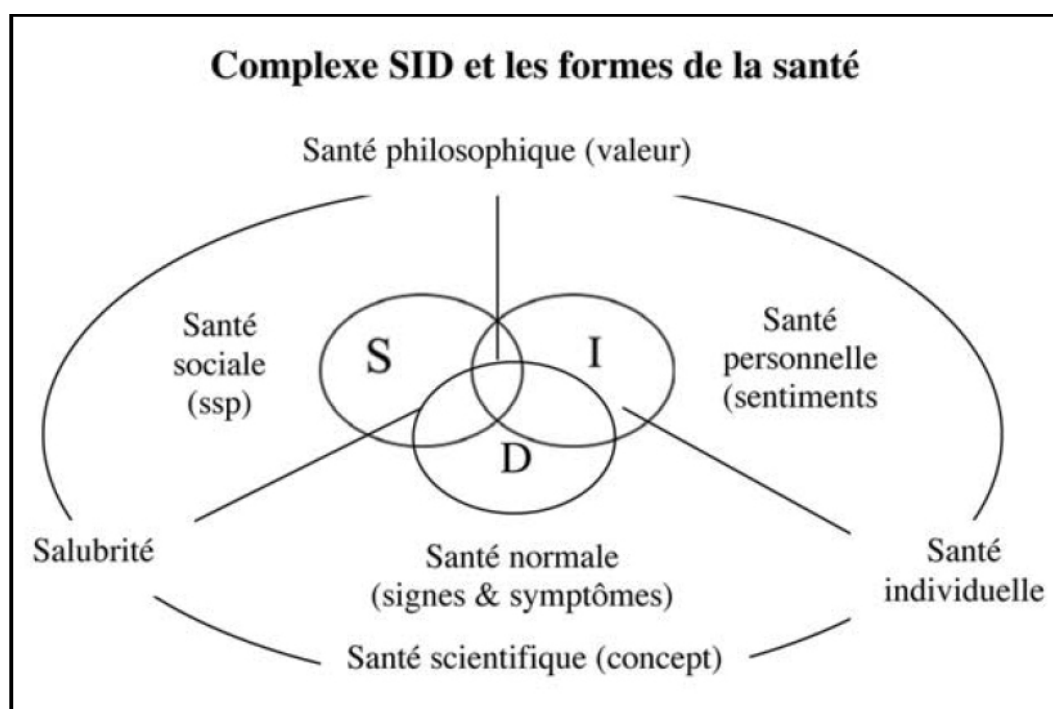 Complexe SID et les formes de la santé
Santé philosophique (valeur)
Santé
sociale
(ssp)
S
I
Santé
personnelle
(sentiments
D
Salubrité
Santé normale
(signes & symptômes)
Santé
individuelle
Santé scientifique (concept)